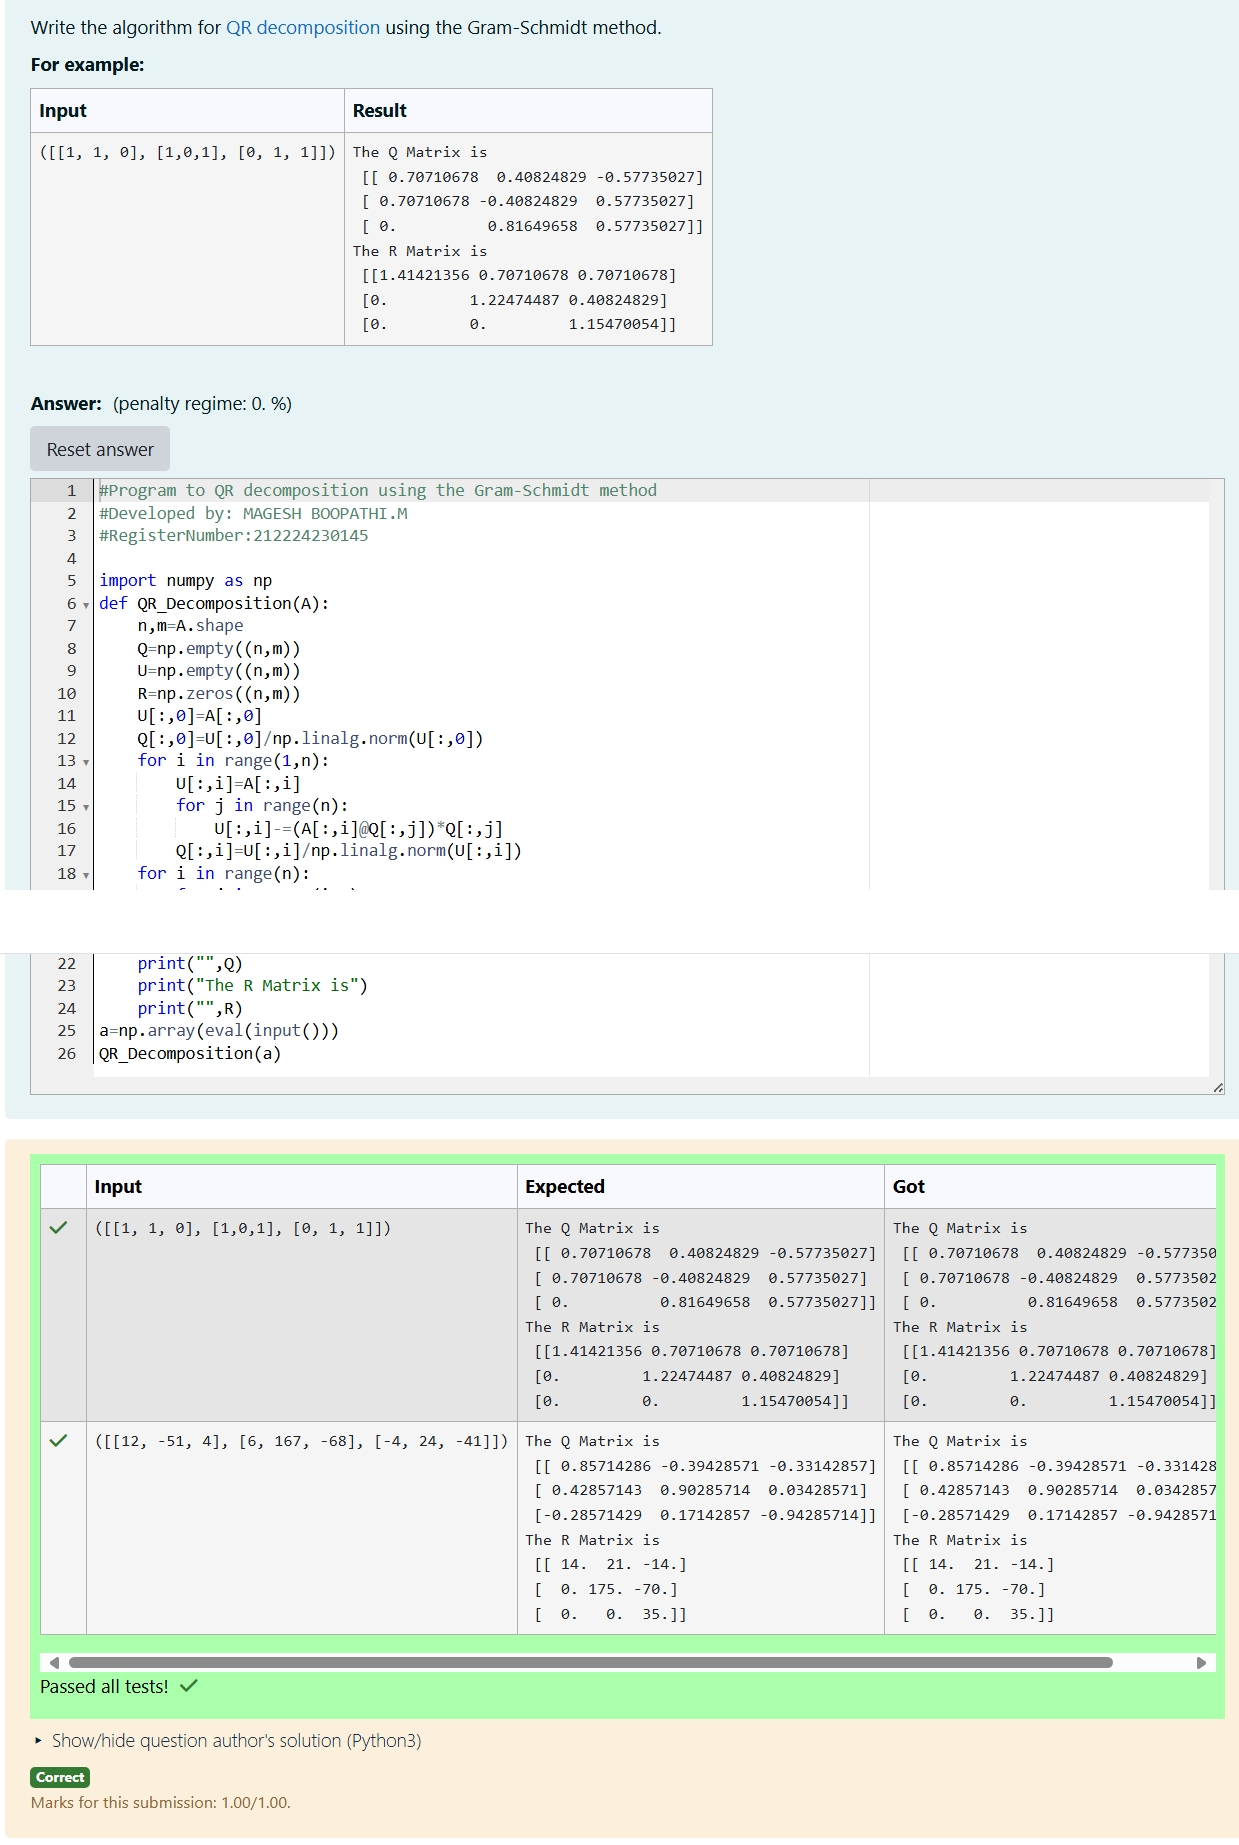 Write the algorithm for QR decomposition using the Gram-Schmidt method.
For example:
Input Result
([[1, 1, 0], [1,0,1], [0, 1, 1]]) The Q Matrix is
[[ 0.70710678  0.40824829 -0.57735027]
[ 0.70710678 -0.40824829  0.57735027]
[ 0.          0.81649658  0.57735027]]
The R Matrix is
[[1.41421356 0.70710678 0.70710678]
[0.         1.22474487 0.40824829]
[0.         0.         1.15470054]]
Answer: (penalty regime: 0. %)
Reset answer
1 #Program to QR decomposition using the Gram-Schmidt method
2 #Developed by: MAGESH BOOPATHI.M
3 #RegisterNumber:212224230145
4
5 import numpy as np
6 def QR_Decomposition(A):
7 n,m=A.shape
8 Q=np.empty((n,m))
9 U=np.empty((n,m))
10 R=np.zeros((n,m))
11 U[:,0]=A[:,0]
12 Q[:,0]=U[:,0]/np.linalg.norm(U[:,0])
13 for i in range(1,n):
14 U[:,i]=A[:,i]
15 for j in range(n):
16 U[:,i]-=(A[:,i]@Q[:,j])*Q[:,j]
17 Q[:,i]=U[:,i]/np.linalg.norm(U[:,i])
18 for i in range(n):
22 print("",Q)
23 print("The R Matrix is")
24 print("",R)
25 a=np.array(eval(input()))
26 QR_Decomposition(a)
Input Expected Got
([[1, 1, 0], [1,0,1], [0, 1, 1]]) The Q Matrix is The Q Matrix is
[[ 0.70710678  0.40824829 -0.57735027] [[ 0.70710678  0.40824829 -0.577350
[ 0.70710678 -0.40824829  0.57735027] [ 0.70710678 -0.40824829  0.5773502
[ 0.          0.81649658  0.57735027]] [ 0.          0.81649658  0.5773502
The R Matrix is The R Matrix is
[[1.41421356 0.70710678 0.70710678] [[1.41421356 0.70710678 0.70710678]
[0.         1.22474487 0.40824829] [0.         1.22474487 0.40824829]
[0.         0.         1.15470054]] [0.         0.         1.15470054]]
([[12, -51, 4], [6, 167, -68], [-4, 24, -41]]) The Q Matrix is The Q Matrix is
[[ 0.85714286 -0.39428571 -0.33142857] [[ 0.85714286 -0.39428571 -0.331428
[ 0.42857143  0.90285714  0.03428571] [ 0.42857143  0.90285714  0.0342857
[-0.28571429  0.17142857 -0.94285714]] [-0.28571429  0.17142857 -0.9428571
The R Matrix is The R Matrix is
[[ 14.  21. -14.] [[ 14.  21. -14.]
[  0. 175. -70.] [  0. 175. -70.]
[  0.   0.  35.]] [  0.   0.  35.]]
Passed all tests!
Show/hide question author's solution (Python3)
Correct
Marks for this submission: 1.00/1.00.